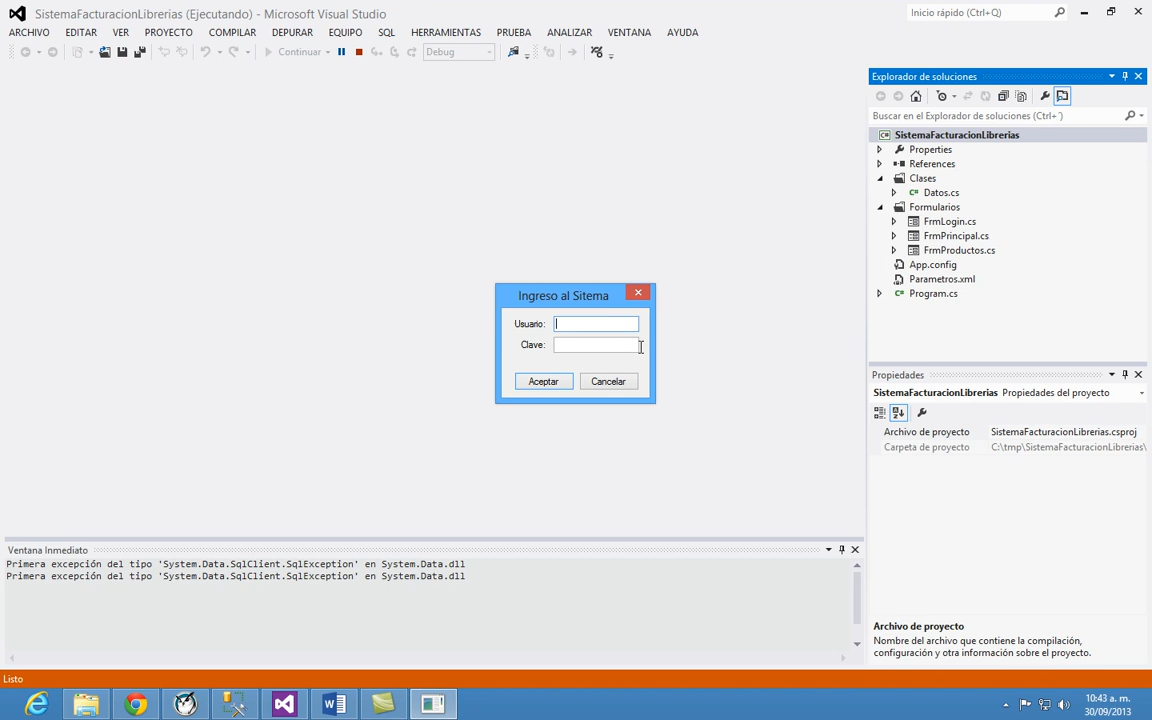 SistemaFacturacionLibrerias (Ejecutando) - Microsoft Visual Studio
Inicio rápido (Ctrl+Q)
ARCHIVO EDITAR VER PROYECTO COMPILAR DEPURAR EQUIPO SQL HERRAMIENTAS PRUEBA ANALIZAR VENTANA AYUDA
Continuar
Debug
Explorador de soluciones
Buscar en el Explorador de soluciones (Ctrl+´)
SistemaFacturacionLibrerias
Properties
References
Clases
Datos.cs
Formularios
FrmLogin.cs
FrmPrincipal.cs
FrmProductos.cs
App.config
Parametros.xml
Program.cs
Ingreso al Sitema
Usuario:
Clave:
Aceptar Cancelar
Propiedades
SistemaFacturacionLibrerias Propiedades del proyecto
Archivo de proyecto SistemaFacturacionLibrerias.csproj
Carpeta de proyecto C:\tmp\SistemaFacturacionLibrerias\
Archivo de proyecto
Nombre del archivo que contiene la compilación,
configuración y otra información sobre el proyecto.
Ventana Inmediato
Primera excepción del tipo 'System.Data.SqlClient.SqlException' en System.Data.dll
Primera excepción del tipo 'System.Data.SqlClient.SqlException' en System.Data.dll
Listo
10:43 a. m.
30/09/2013